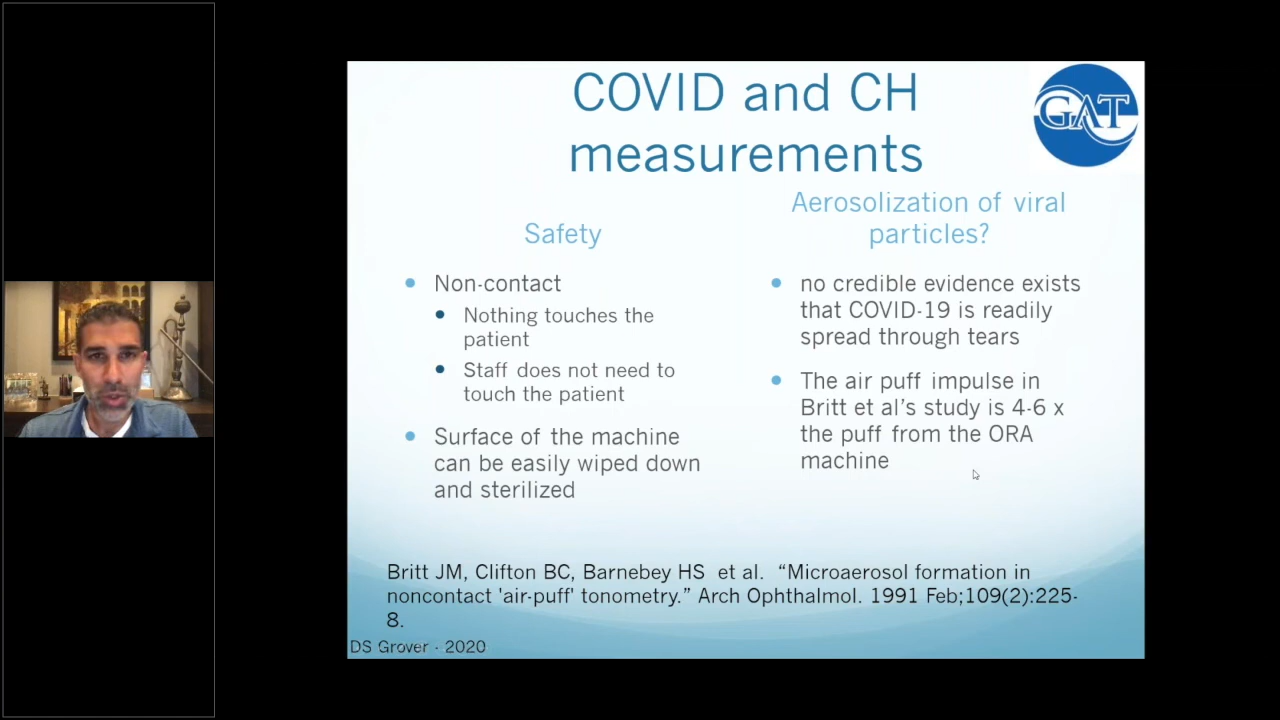 COVID and CH
measurements
GAT
Safety
Non-contact
Nothing touches the
patient
Staff does not need to
touch the patient
Surface of the machine
can be easily wiped down
and sterilized
Aerosolization of viral
particles?
no credible evidence exists
that COVID-19 is readily
spread through tears
The air puff impulse in
Britt et al’s study is 4-6 x
the puff from the ORA
machine
Britt JM, Clifton BC, Barnebey HS et al. “Microaerosol formation in
noncontact 'air-puff' tonometry.” Arch Ophthalmol. 1991 Feb;109(2):225-
8.
DS Grover - 2020